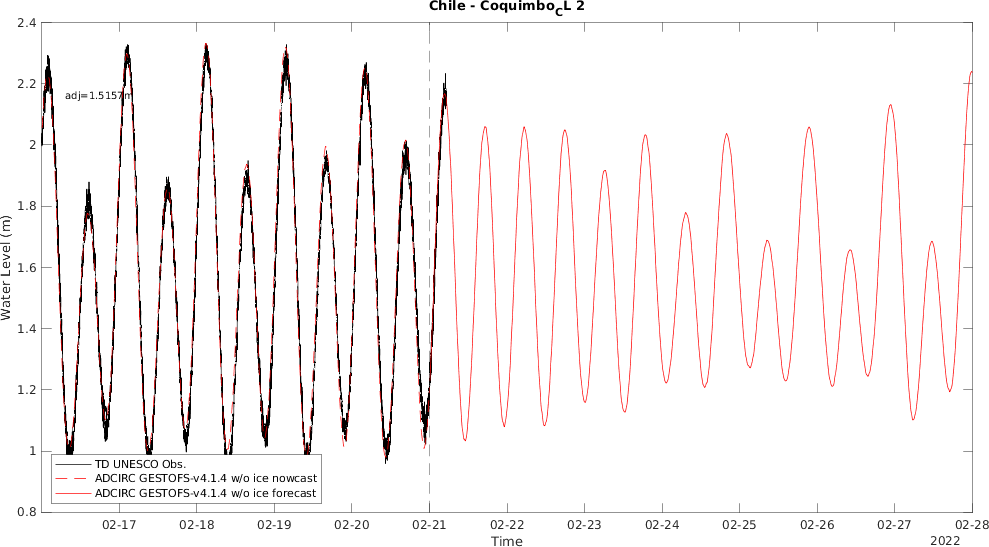 Chile - CoquimboCL 2
2.4
2.2
2
1.8
1.6
1.4
1.2
1
0.8
Water Level (m)
adj=1.5157m
TD UNESCO Obs.
ADCIRC GESTOFS-v4.1.4 w/o ice nowcast
ADCIRC GESTOFS-v4.1.4 w/o ice forecast
02-17 02-18 02-19 02-20 02-21 02-22 02-23 02-24 02-25 02-26 02-27 02-28
Time
2022